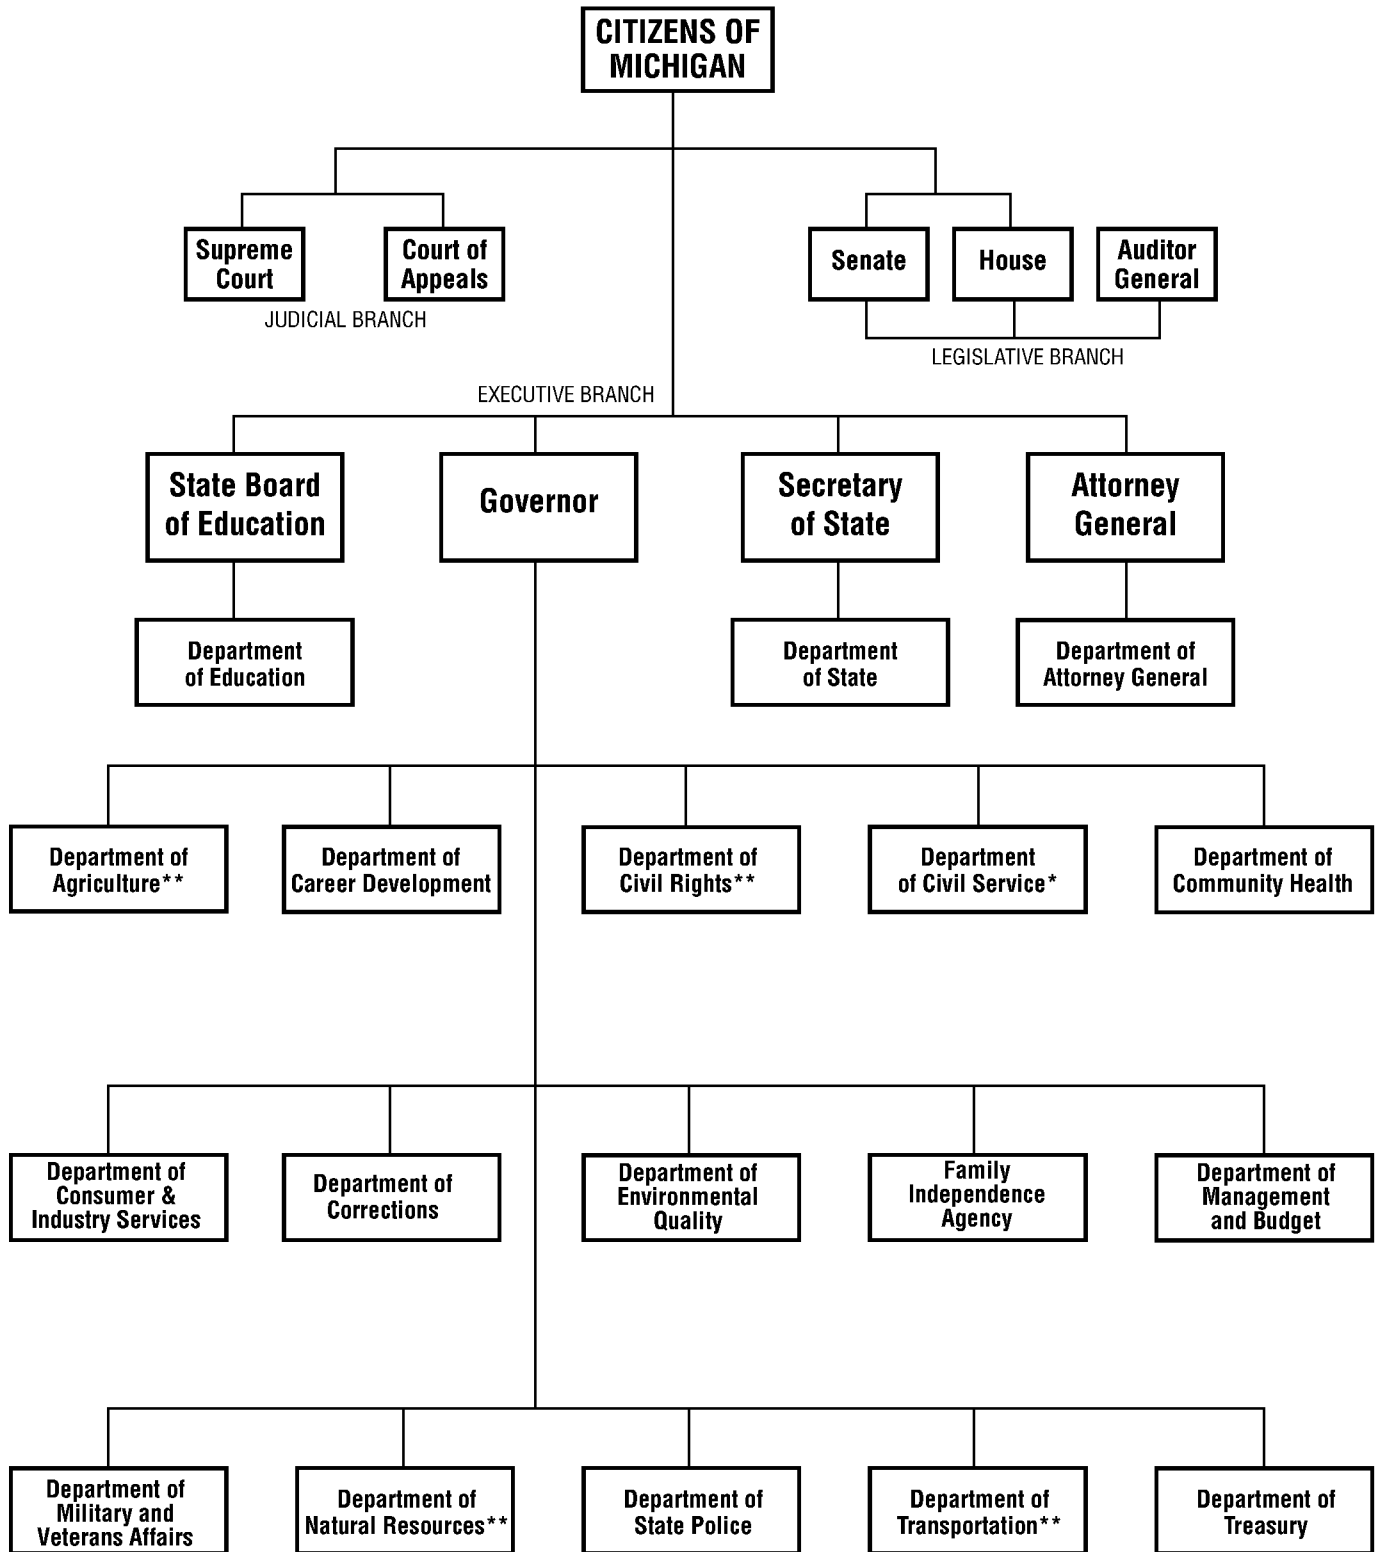 CITIZENS OF
MICHIGAN
Supreme
Court
Court of
Appeals
JUDICIAL BRANCH
Senate
House
Auditor
General
LEGISLATIVE BRANCH
EXECUTIVE BRANCH
State Board
of Education
Governor
Secretary
of State
Attorney
General
Department
of Education
Department
of State
Department of
Attorney General
Department of
Agriculture**
Department of
Career Development
Department of
Civil Rights**
Department
of Civil Service*
Department of
Community Health
Department of
Consumer &
Industry Services
Department of
Corrections
Department of
Environmental
Quality
Family
Independence
Agency
Department of
Management
and Budget
Department of
Military and
Veterans Affairs
Department of
Natural Resources**
Department of
State Police
Department of
Transportation**
Department of
Treasury